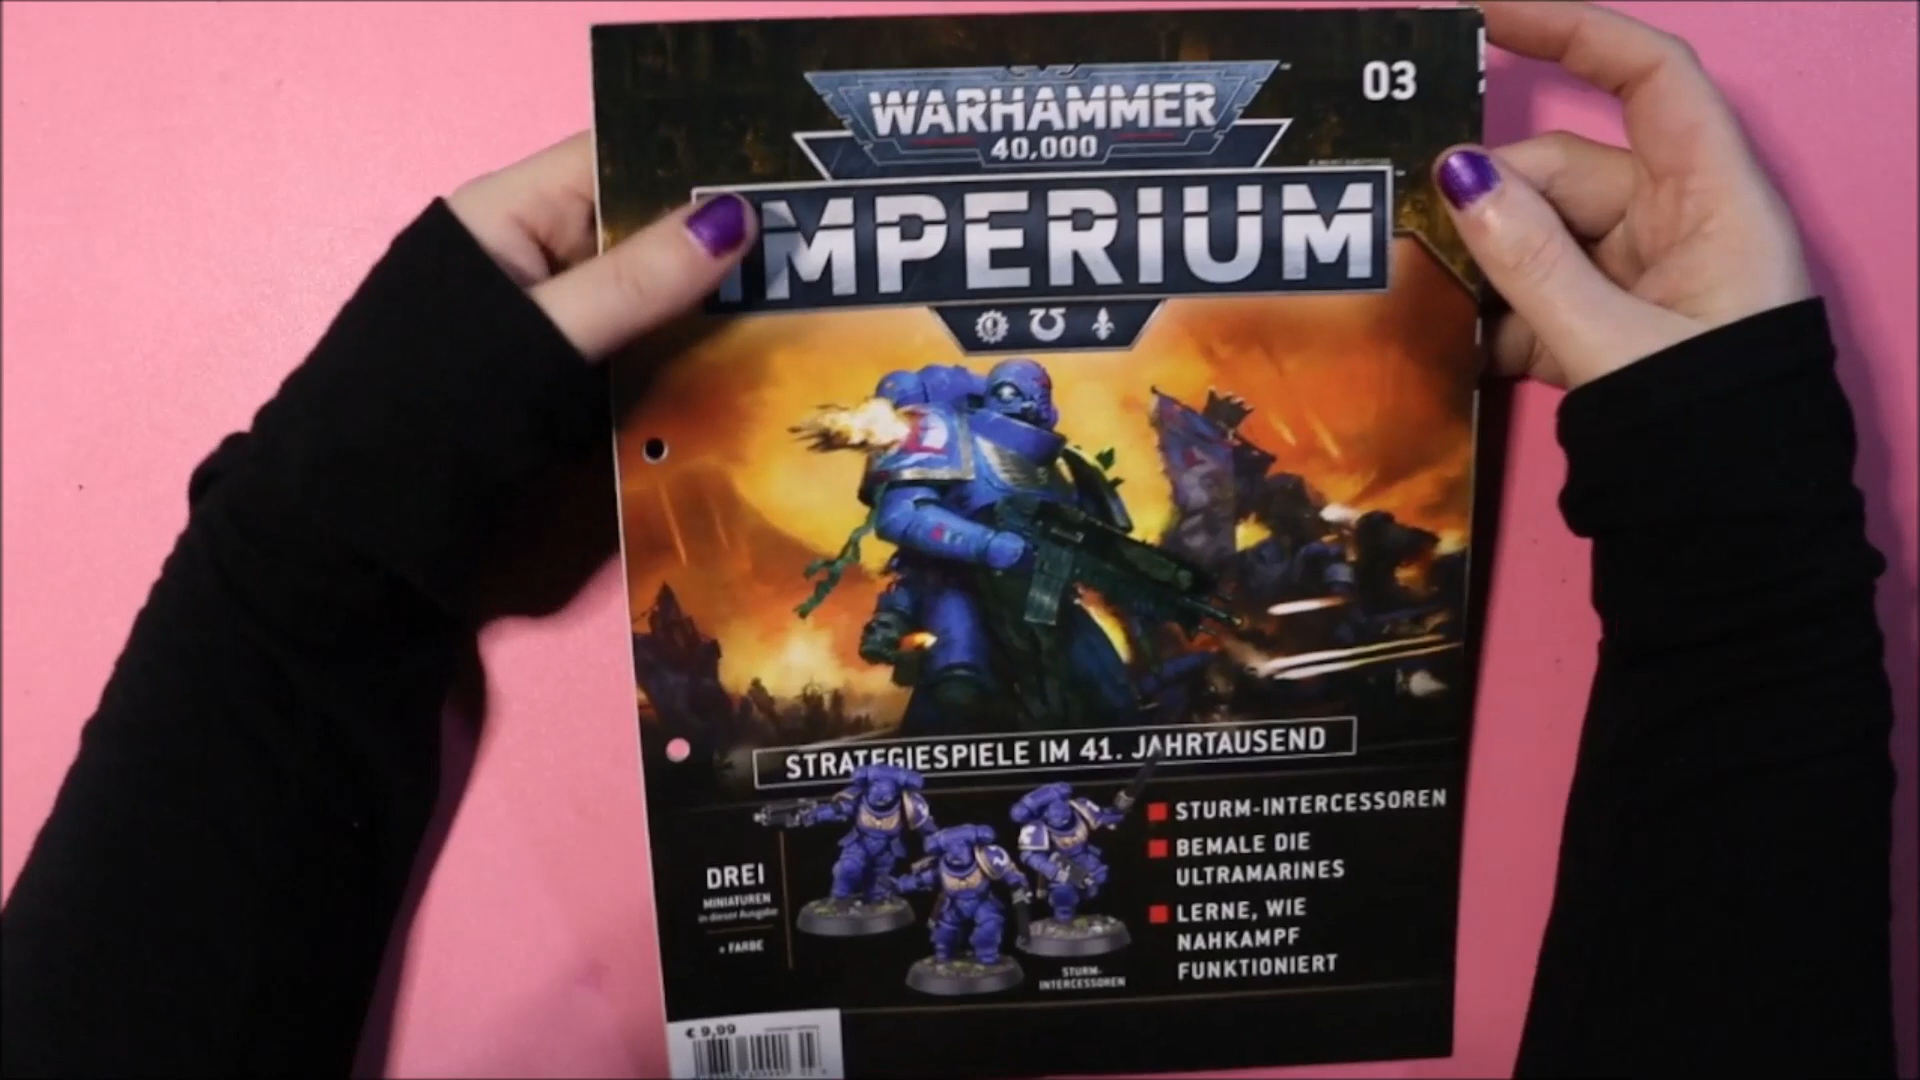 03
WARHAMMER
40,000
IMPERIUM
STRATEGIESPIELE IM 41. JAHRTAUSEND
STURM-INTERCESSOREN
BEMALE DIE
ULTRAMARINES
LERNE, WIE
NAHKAMPF
FUNKTIONIERT
DREI
MINIATUREN
in dieser Ausgabe
+ FARBE
STURM-
INTERCESSOREN
€ 9,99